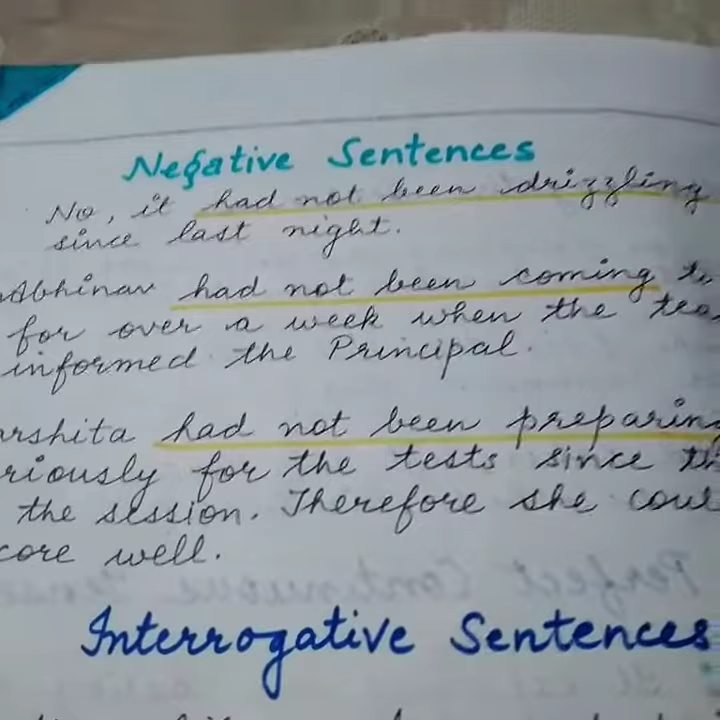 Negative Sentences
No, it had not been drizzling
since last night.
Abhinav had not been coming
for over a week when the
informed the Principal.
had not been preparing
for the tests since
the session. Therefore she
well.
Interrogative Sentences